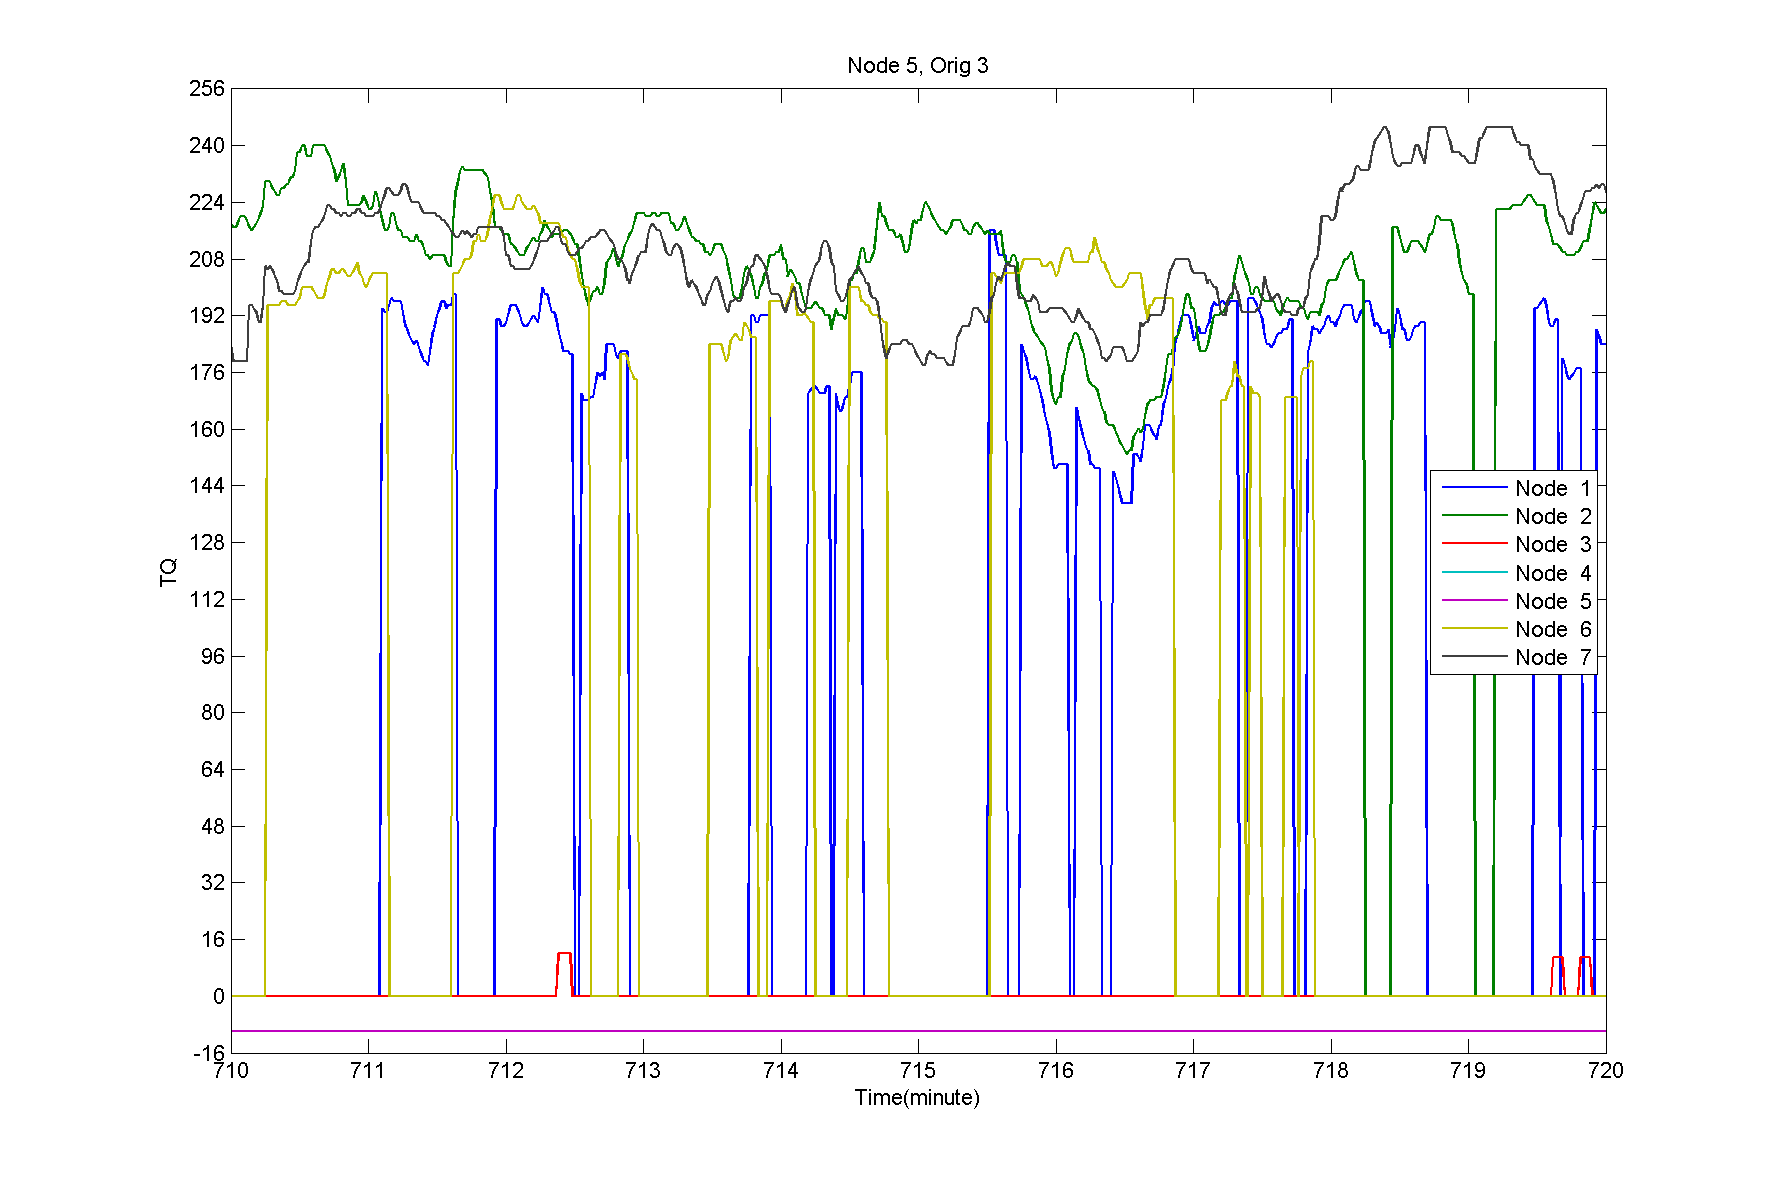 Node 5, Orig 3
256
240
224
208
192
176
160
144
128
112
96
80
64
48
32
16
0
-16
TQ
Node 1
Node 2
Node 3
Node 4
Node 5
Node 6
Node 7
710 711 712 713 714 715 716 717 718 719 720
Time(minute)